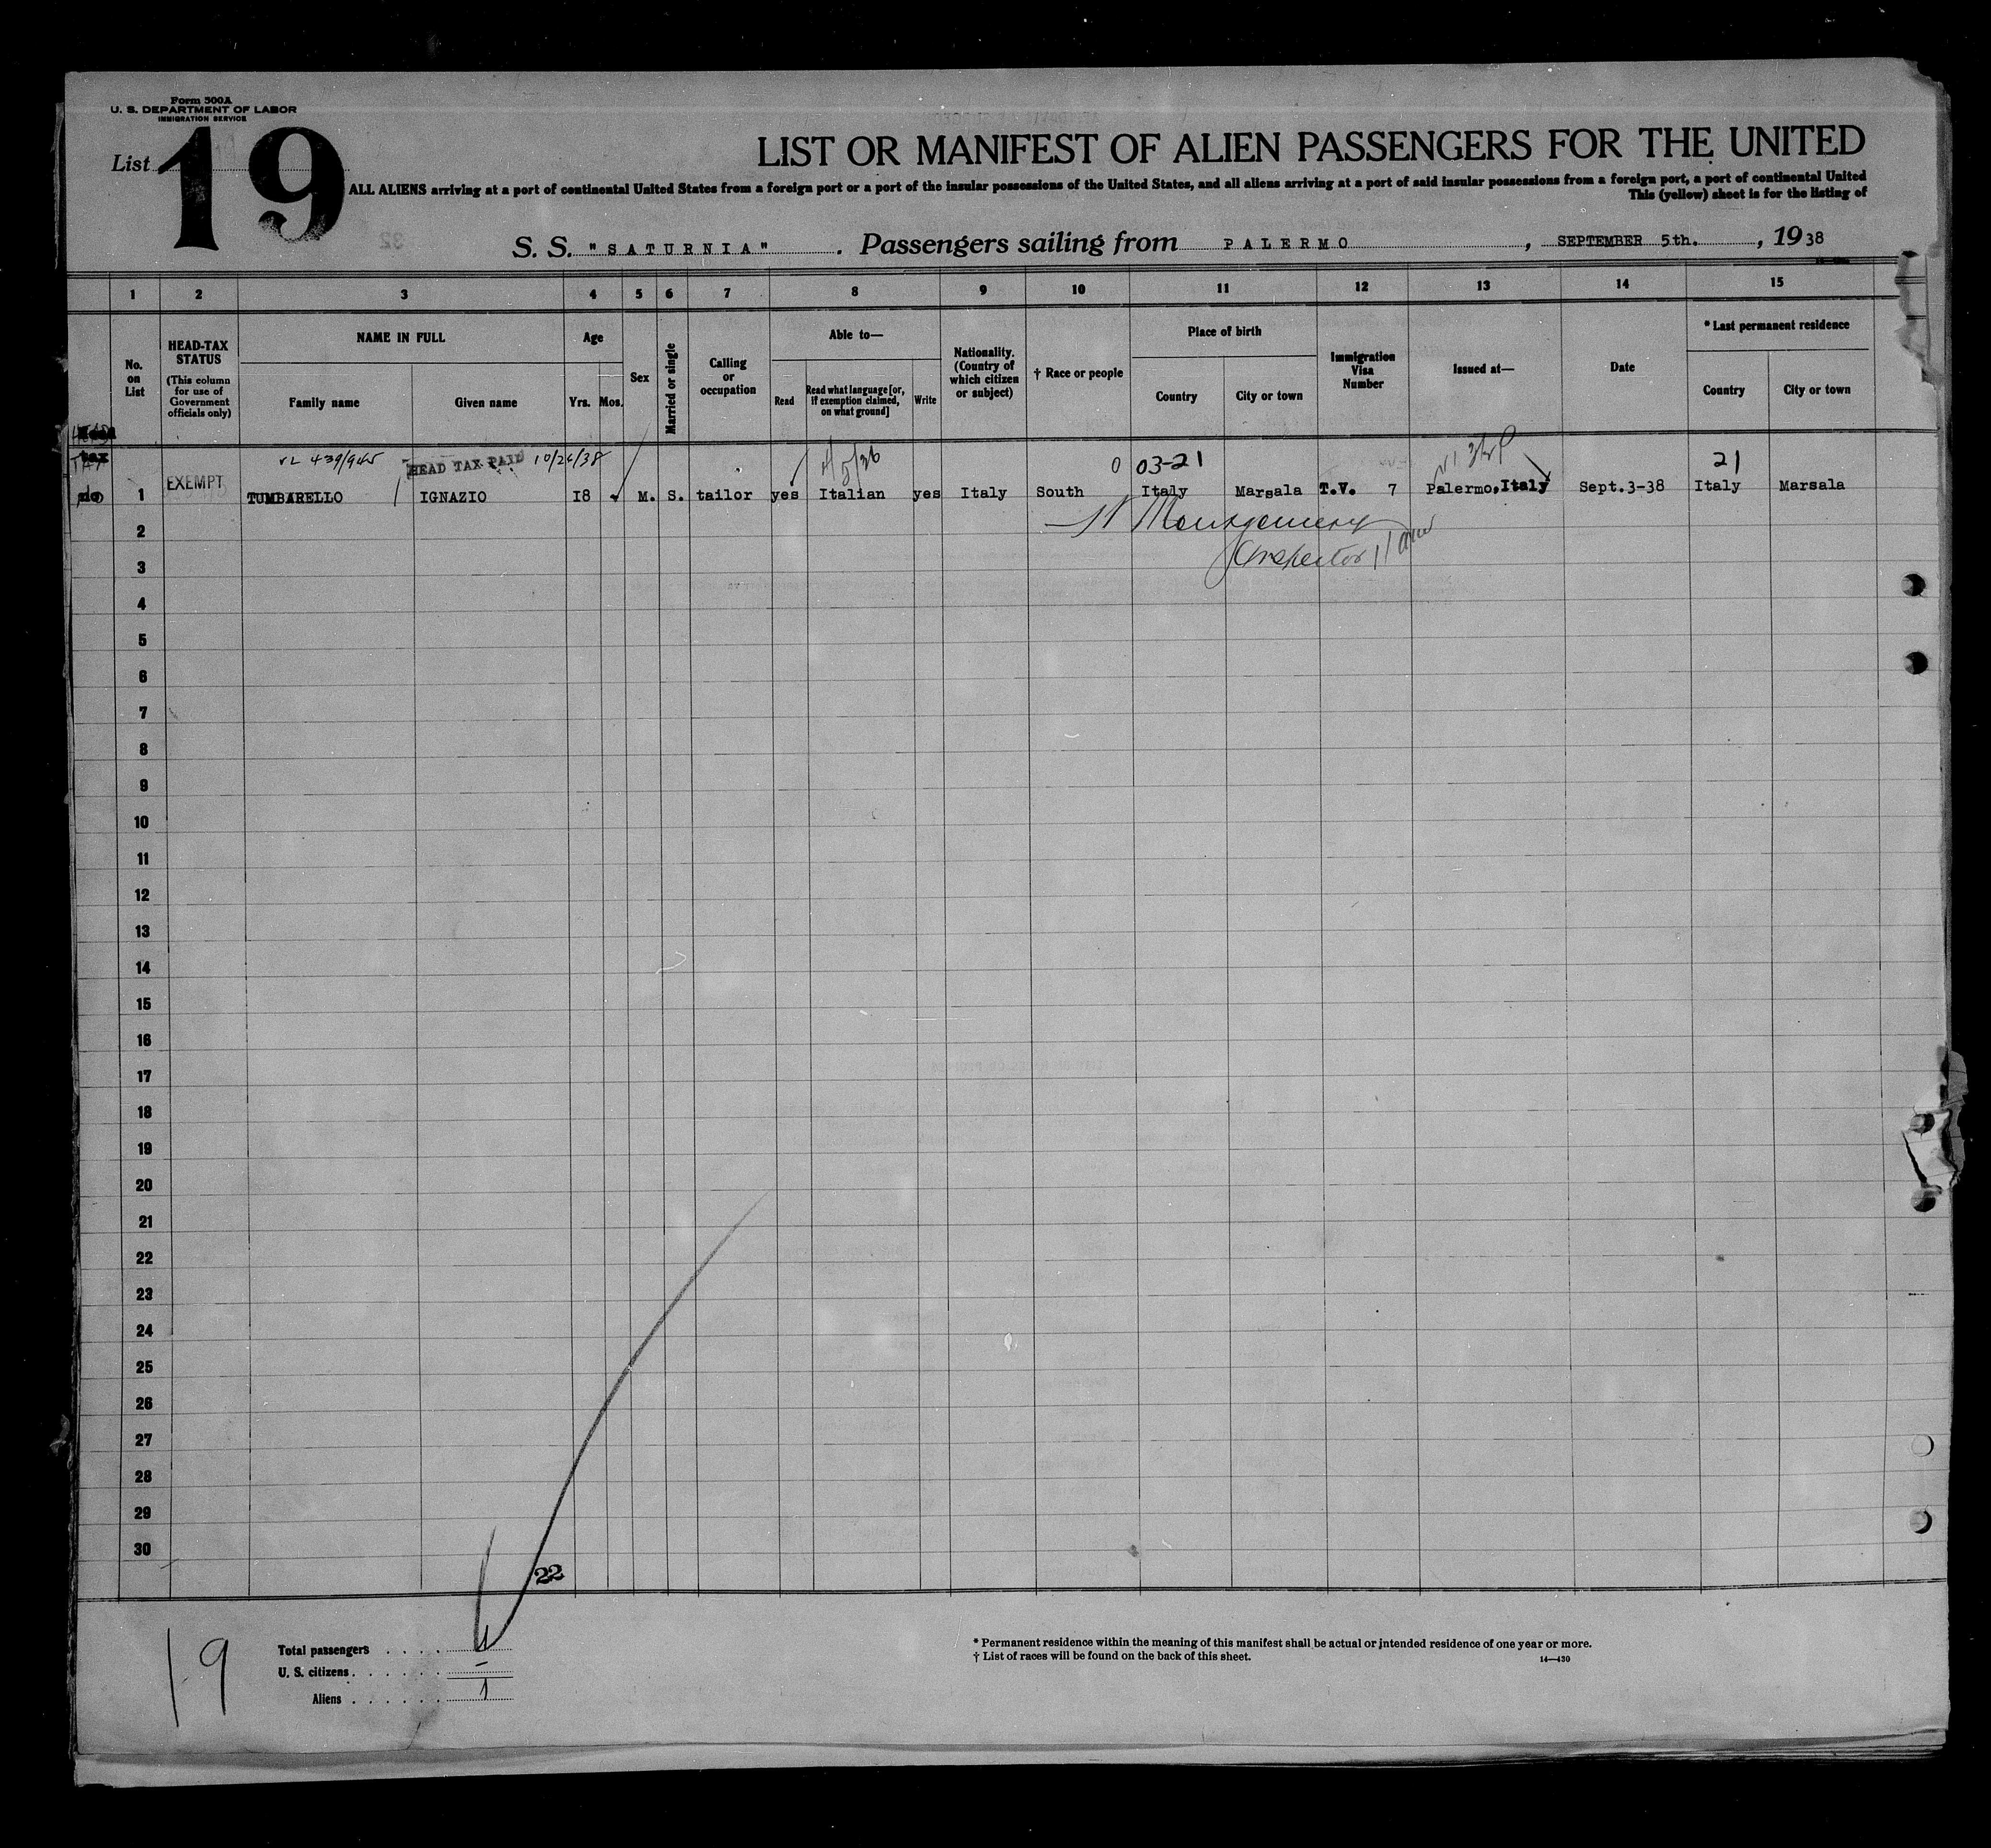 Form 500A
U. S. DEPARTMENT OF LABOR
IMMIGRATION SERVICE
List 19
LIST OR MANIFEST OF ALIEN PASSENGERS FOR THE UNITED
ALL ALIENS arriving at a port of continental United States from a foreign port or a port of the insular possessions of the United States, and all aliens arriving at a port of said insular possessions from a foreign port, a port of continental United
This (yellow) sheet is for the listing of
S. S. "SATURNIA" . Passengers sailing from PALERMO , SEPTEMBER 5th. , 1938
1 2 3 4 5 6 7 8 9 10 11 12 13 14 15
No. on List
HEAD-TAX STATUS (This column for use of Government officials only)
NAME IN FULL
Family name
Given name
Age
Yrs. Mos.
Sex
Married or single
Calling or occupation
Able to—
Read
Read what language [or, if exemption claimed, on what ground]
Write
Nationality. (Country of which citizen or subject)
† Race or people
Place of birth
Country
City or town
Immigration Visa Number
Issued at—
Date
* Last permanent residence
Country
City or town
tax
439/945 HEAD TAX PAID 10/26/38 0 03-21 21
do 1 EXEMPT TUMBARELLO IGNAZIO 18 M. S. tailor yes Italian yes Italy South Italy Marsala T.V. 7 Palermo, Italy Sept.3-38 Italy Marsala
2 Montgomery
3 Inspector
4
5
6
7
8
9
10
11
12
13
14
15
16
17
18
19
20
21
22
23
24
25
26
27
28
29
30
22
19
Total passengers . . . . 1
U. S. citizens . . . . . . —
Aliens . . . . . . 1
* Permanent residence within the meaning of this manifest shall be actual or intended residence of one year or more.
† List of races will be found on the back of this sheet.
14—430